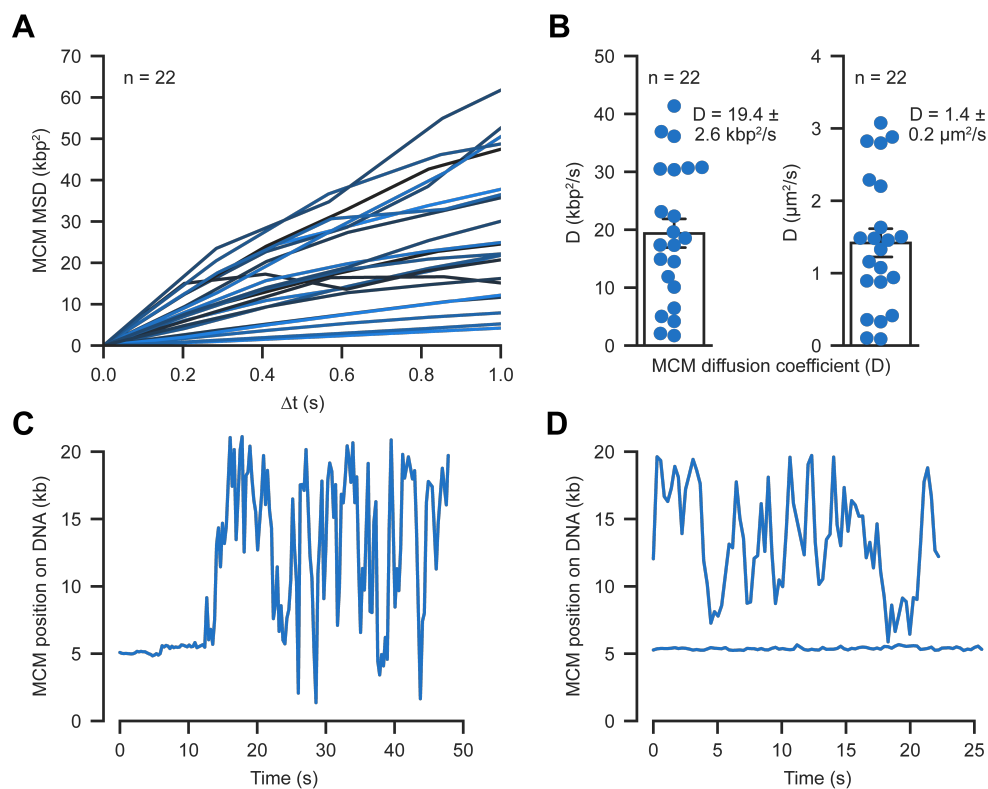 A
MCM MSD (kbp²)
70
60
50
40
30
20
10
0
n = 22
0.0 0.2 0.4 0.6 0.8 1.0
Δt (s)
B
D (kbp²/s)
50
40
30
20
10
0
n = 22
D = 19.4 ±
2.6 kbp²/s
D (µm²/s)
4
3
2
1
0
n = 22
D = 1.4 ±
0.2 µm²/s
MCM diffusion coefficient (D)
C
MCM position on DNA (kb)
20
15
10
5
0
0 10 20 30 40 50
Time (s)
D
MCM position on DNA (kb)
20
15
10
5
0
0 5 10 15 20 25
Time (s)